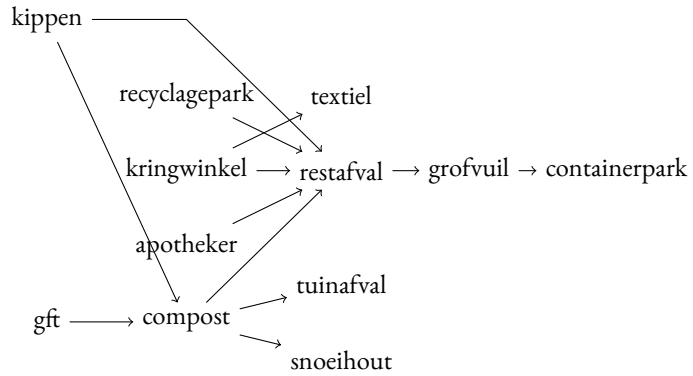 kippen
recyclagepark
textiel
kringwinkel
restafval
grofvuil
containerpark
apotheker
tuinafval
gft
compost
snoeihout